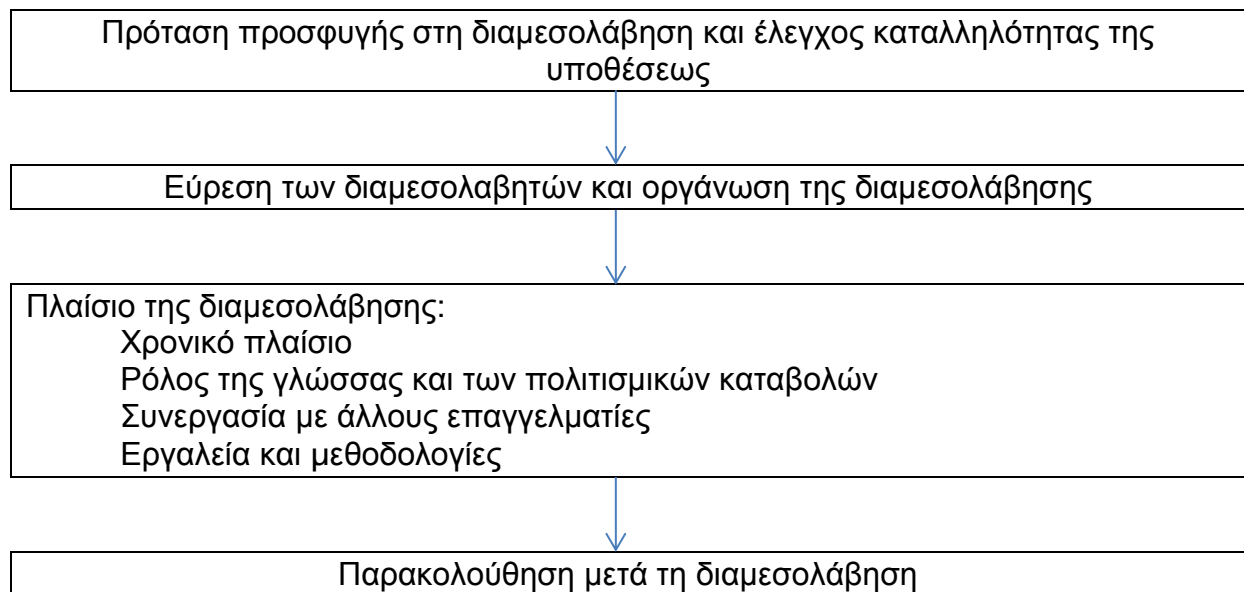 Πρόταση προσφυγής στη διαμεσολάβηση και έλεγχος καταλληλότητας της
υποθέσεως
Εύρεση των διαμεσολαβητών και οργάνωση της διαμεσολάβησης
Πλαίσιο της διαμεσολάβησης:
Χρονικό πλαίσιο
Ρόλος της γλώσσας και των πολιτισμικών καταβολών
Συνεργασία με άλλους επαγγελματίες
Εργαλεία και μεθοδολογίες
Παρακολούθηση μετά τη διαμεσολάβηση